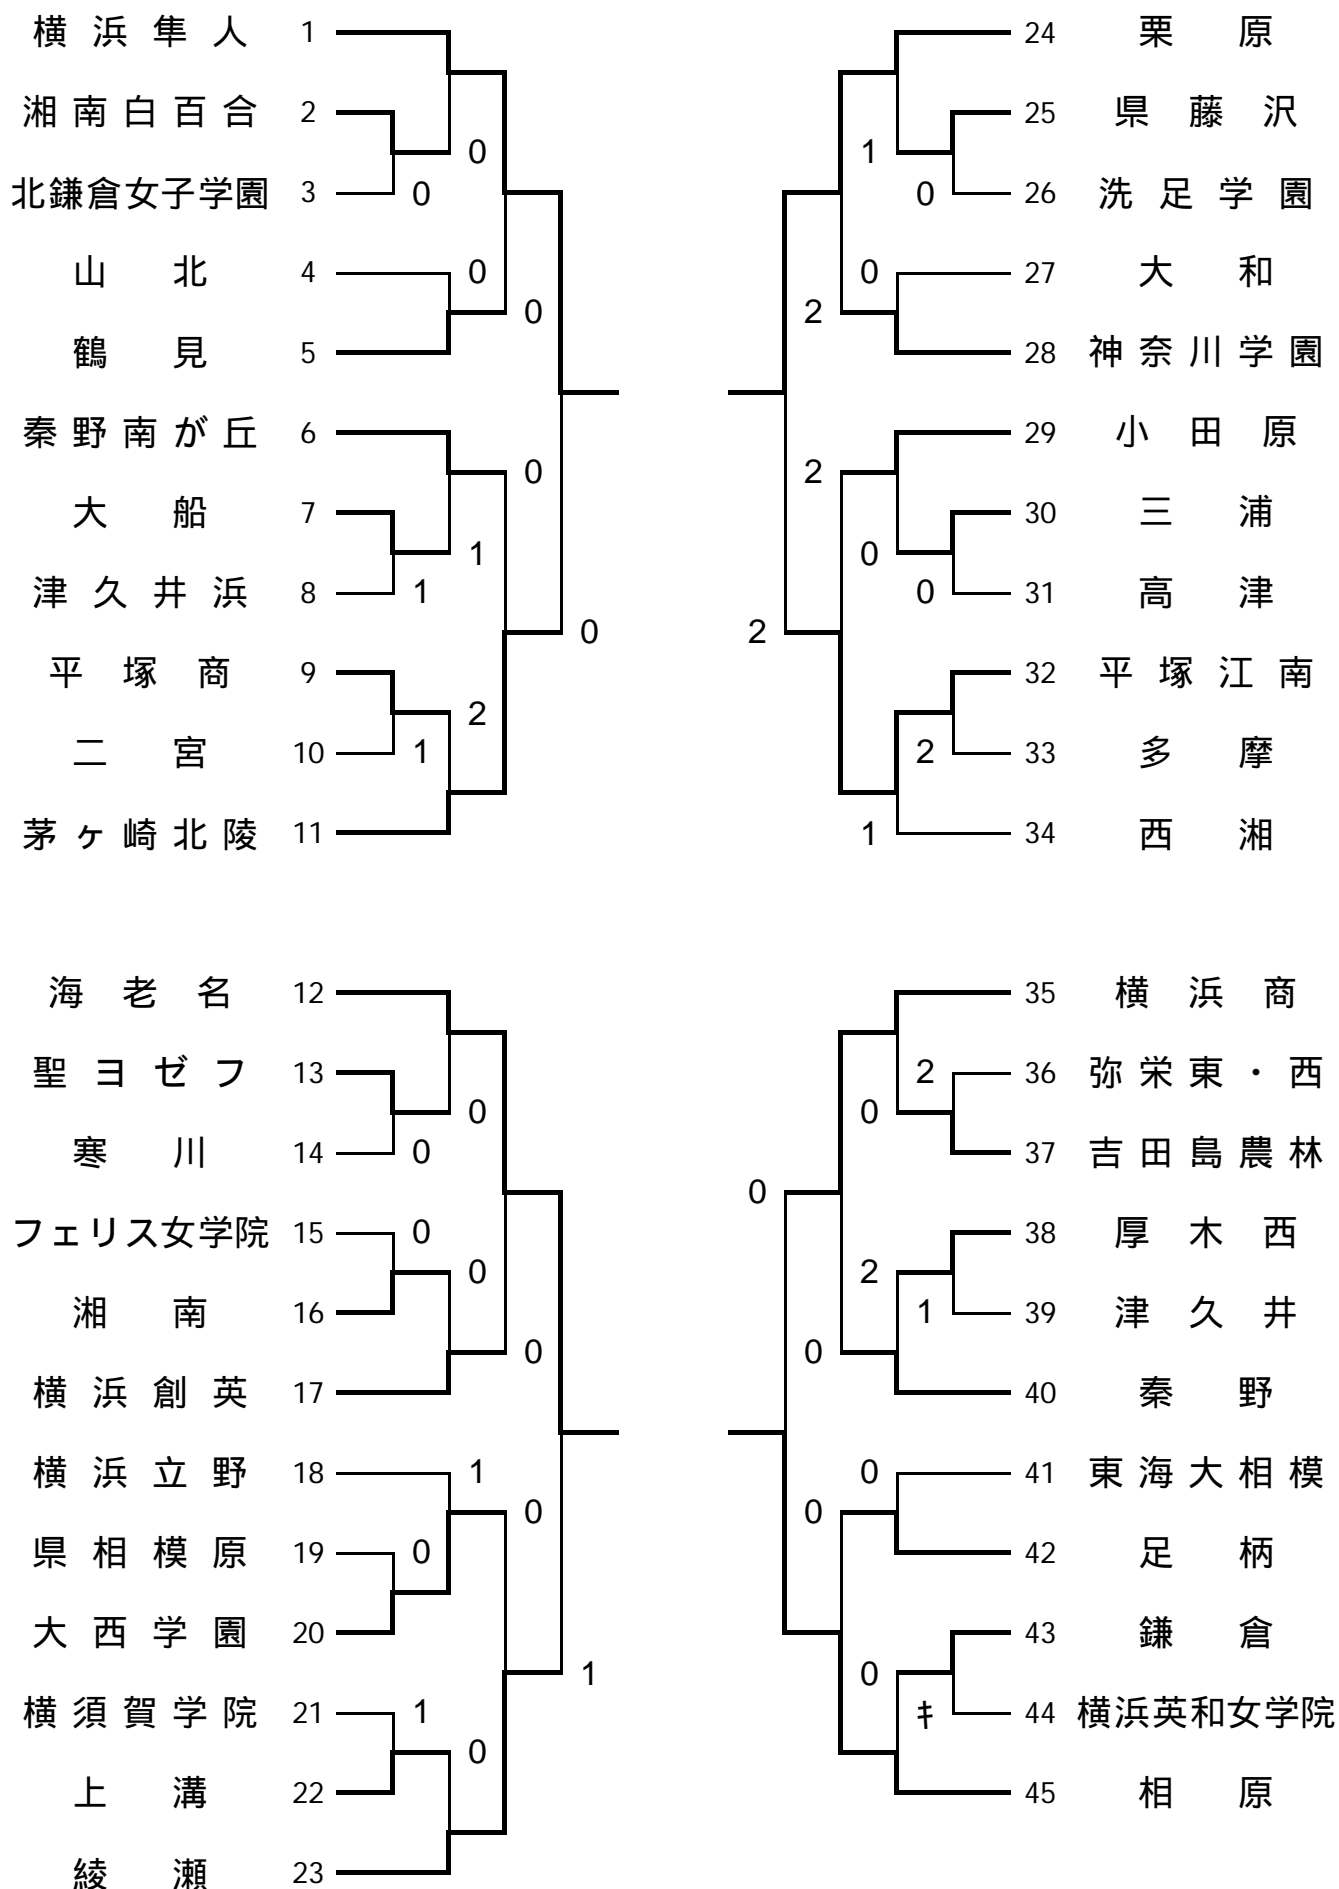 横浜隼人 1
湘南白百合 2
0
北鎌倉女子学園 3
0
山北 4
0
0
鶴見 5
秦野南が丘 6
0
大船 7
1
津久井浜 8
1
0
平塚商 9
2
二宮 10
1
茅ヶ崎北陵 11
海老名 12
聖ヨゼフ 13
0
寒川 14
0
フェリス女学院 15
0
0
湘南 16
0
横浜創英 17
横浜立野 18
1
0
県相模原 19
0
大西学園 20
1
横須賀学院 21
1
0
上溝 22
綾瀬 23
24 栗原
25 県藤沢
1
0
26 洗足学園
0
27 大和
2
28 神奈川学園
29 小田原
2
30 三浦
0
0
31 高津
2
32 平塚江南
2
33 多摩
1
34 西湘
35 横浜商
2
36 弥栄東・西
0
37 吉田島農林
0
38 厚木西
2
1
39 津久井
0
40 秦野
0
41 東海大相模
0
42 足柄
43 鎌倉
0
キ
44 横浜英和女学院
45 相原